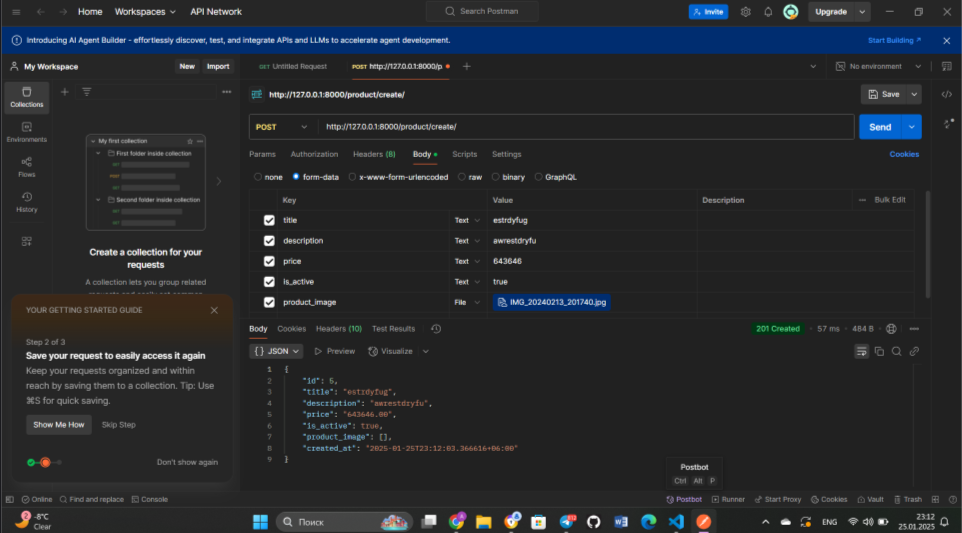 Home Workspaces API Network Search Postman Invite Upgrade
Introducing AI Agent Builder - effortlessly discover, test, and integrate APIs and LLMs to accelerate agent development. Start Building
My Workspace New Import GET Untitled Request POST http://127.0.0.1:8000/p No environment
Collections
http://127.0.0.1:8000/product/create/ Save
Environments
POST http://127.0.0.1:8000/product/create/ Send
Flows
Params Authorization Headers (8) Body Scripts Settings Cookies
History
none form-data x-www-form-urlencoded raw binary GraphQL
Key Value Description Bulk Edit
title Text estrdyfug
description Text awrestdryfu
price Text 643646
is_active Text true
product_image File IMG_20240213_201740.jpg
My first collection
First folder inside collection
Second folder inside collection
Create a collection for your
requests
A collection lets you group related
YOUR GETTING STARTED GUIDE
Step 2 of 3
Save your request to easily access it again
Keep your requests organized and within
reach by saving them to a collection. Tip: Use
⌘S for quick saving.
Show Me How Skip Step
Don't show again
Body Cookies Headers (10) Test Results 201 Created 57 ms 484 B
{} JSON Preview Visualize
1 {
2 "id": 5,
3 "title": "estrdyfug",
4 "description": "awrestdryfu",
5 "price": "643646.00",
6 "is_active": true,
7 "product_image": [],
8 "created_at": "2025-01-25T23:12:03.366616+06:00"
9 }
Postbot
Ctrl Alt P
Online Find and replace Console Postbot Runner Start Proxy Cookies Vault Trash
2 -8°C
Clear
Поиск
ENG
23:12
25.01.2025